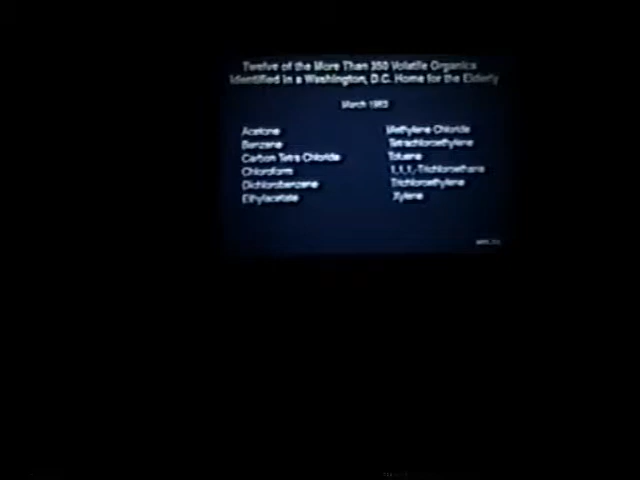 Twelve of the More Than 350 Volatile Organics
Identified in a Washington, D.C. Home for the Elderly
March 1983
Acetone
Benzene
Carbon Tetra Chloride
Chloroform
Dichlorobenzene
Ethylacetate
Methylene Chloride
Tetrachloroethylene
Toluene
1,1,1,-Trichloroethane
Trichloroethylene
Xylene